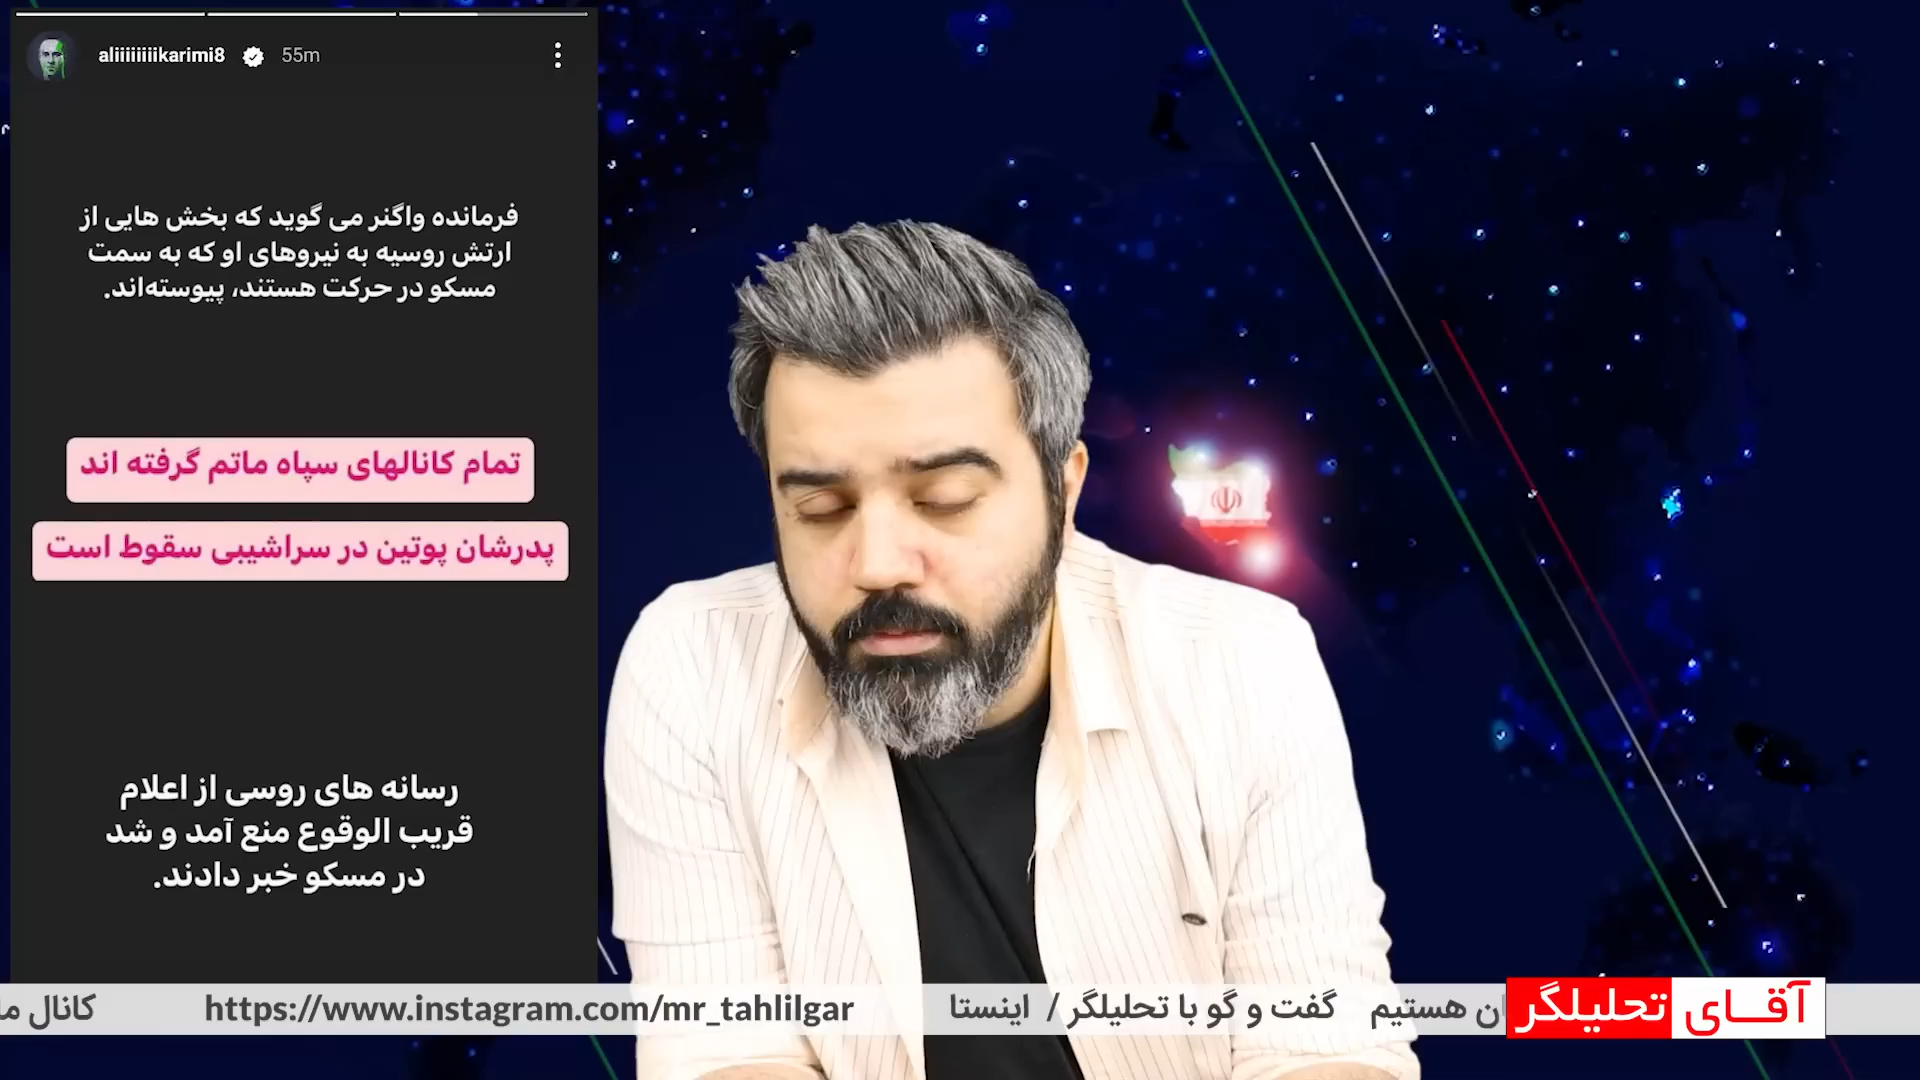 aliiiiiiiikarimi8 55m
فرمانده واگنر می گوید که بخش هایی از
ارتش روسیه به نیروهای او که به سمت
مسکو در حرکت هستند، پیوسته‌اند.
تمام کانالهای سپاه ماتم گرفته اند
پدرشان پوتین در سراشیبی سقوط است
رسانه های روسی از اعلام
قریب الوقوع منع آمد و شد
در مسکو خبر دادند.
هستیم گفت و گو با تحلیلگر / اینستا https://www.instagram.com/mr_tahlilgar کانال
آقـای تحلیلگر